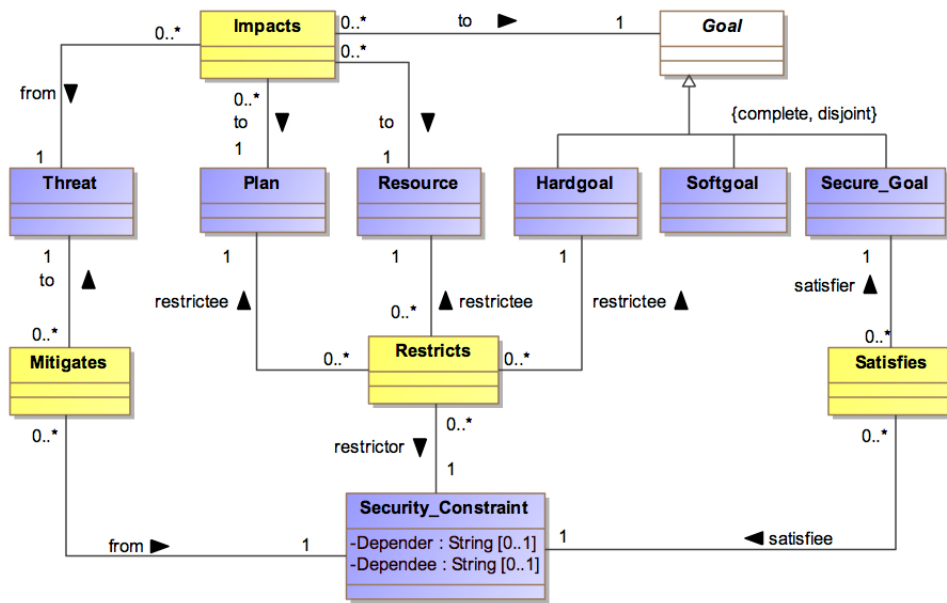 Impacts
Goal
0..*
0..*
to
1
0..*
from
0..*
to
to
{complete, disjoint}
1
1
1
Threat
Plan
Resource
Hardgoal
Softgoal
Secure_Goal
1
1
1
1
1
to
restrictee
restrictee
restrictee
satisfier
0..*
0..*
0..*
Mitigates
0..*
Restricts
0..*
Satisfies
0..*
0..*
0..*
restrictor
1
Security_Constraint
-Depender : String [0..1]
-Dependee : String [0..1]
from
1
1
satisfiee